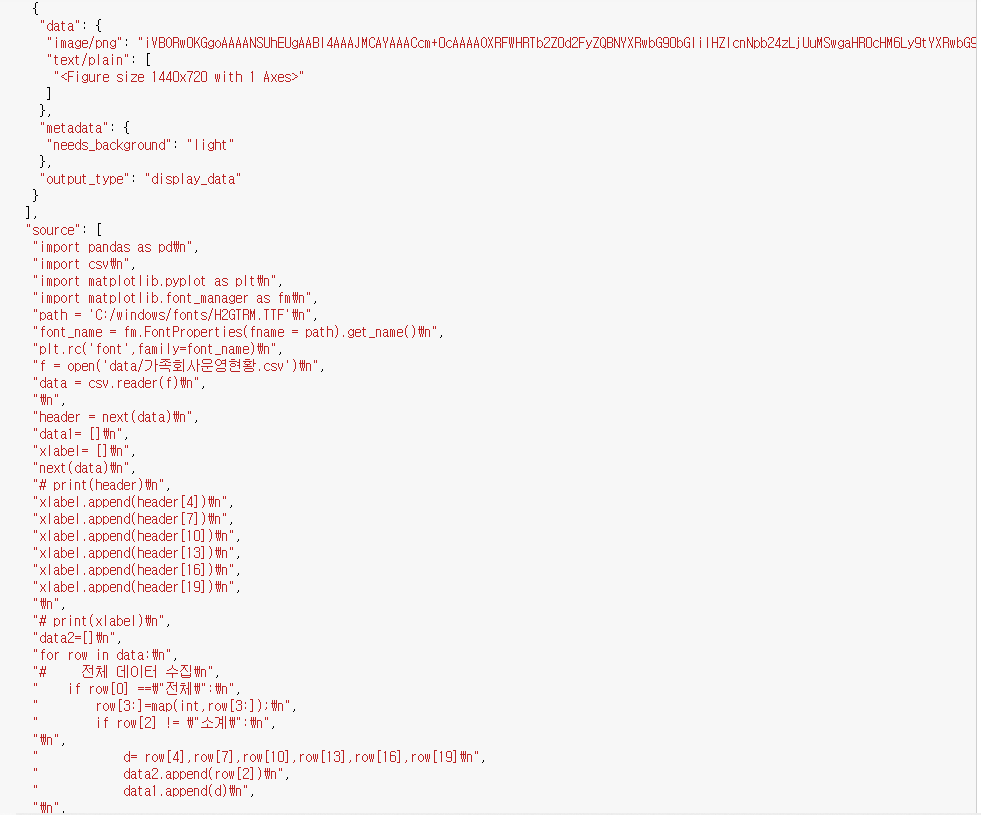 {
"data": {
"image/png": "iVBORw0KGgoAAAANSUhEUgAABI4AAAJMCAYAAACcm+OcAAAAOXRFWHRTb2Z0d2FyZQBNYXRwbG90bGliIHZlcnNpb24zLjUuMSwgaHR0cHM6Ly9tYXRwbG9
"text/plain": [
"<Figure size 1440x720 with 1 Axes>"
]
},
"metadata": {
"needs_background": "light"
},
"output_type": "display_data"
}
],
"source": [
"import pandas as pd₩n",
"import csv₩n",
"import matplotlib.pyplot as plt₩n",
"import matplotlib.font_manager as fm₩n",
"path = 'C:/windows/fonts/H2GTRM.TTF'₩n",
"font_name = fm.FontProperties(fname = path).get_name()₩n",
"plt.rc('font',family=font_name)₩n",
"f = open('data/가족회사운영현황.csv')₩n",
"data = csv.reader(f)₩n",
"₩n",
"header = next(data)₩n",
"data1= []₩n",
"xlabel= []₩n",
"next(data)₩n",
"# print(header)₩n",
"xlabel.append(header[4])₩n",
"xlabel.append(header[7])₩n",
"xlabel.append(header[10])₩n",
"xlabel.append(header[13])₩n",
"xlabel.append(header[16])₩n",
"xlabel.append(header[19])₩n",
"₩n",
"# print(xlabel)₩n",
"data2=[]₩n",
"for row in data:₩n",
"#     전체 데이터 수집₩n",
"    if row[0] ==₩"전체₩":₩n",
"        row[3:]=map(int,row[3:]);₩n",
"        if row[2] != ₩"소계₩":₩n",
"₩n",
"            d= row[4],row[7],row[10],row[13],row[16],row[19]₩n",
"            data2.append(row[2])₩n",
"            data1.append(d)₩n",
"₩n",